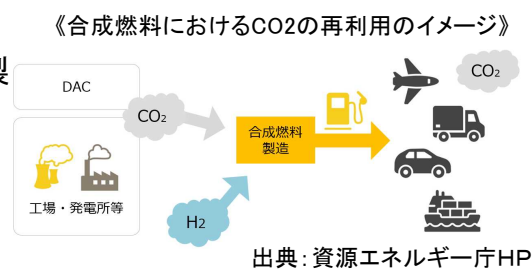 《合成燃料におけるCO2の再利用のイメージ》
製
DAC
CO2
CO2
合成燃料
製造
工場・発電所等
H2
出典：資源エネルギー庁HP